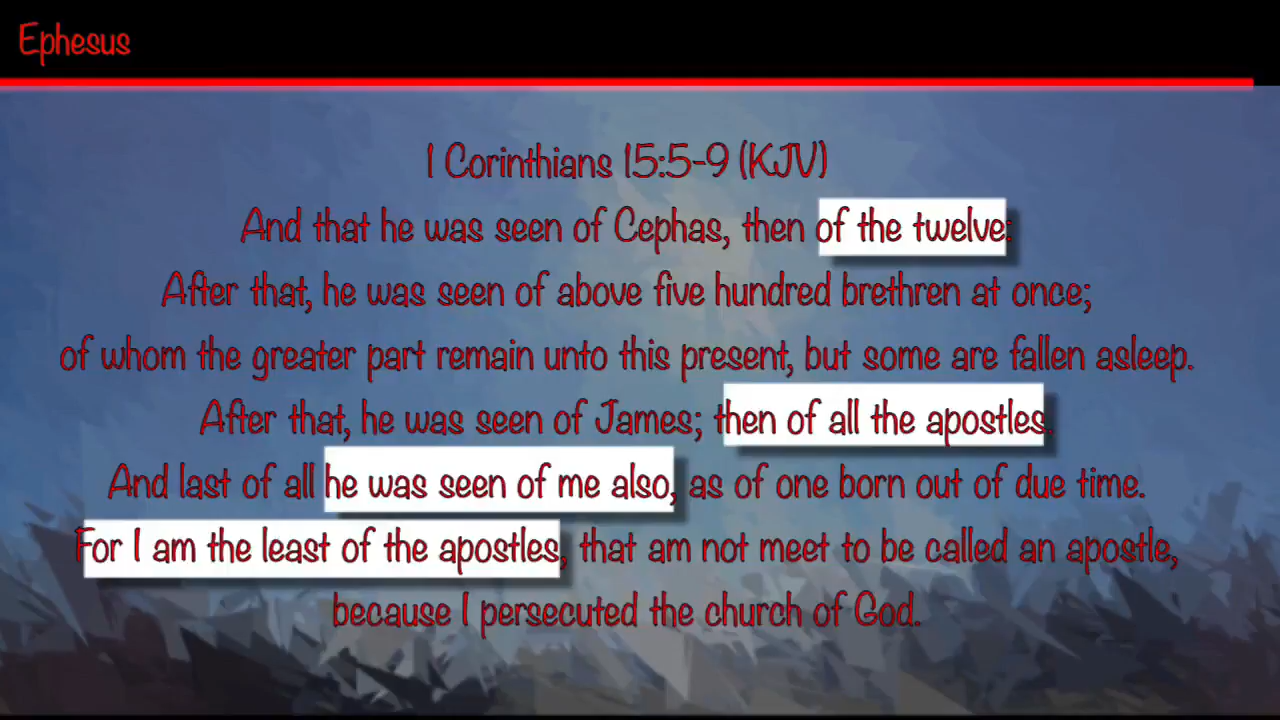 Ephesus
1 Corinthians 15:5-9 (KJV)
And that he was seen of Cephas, then of the twelve:
After that, he was seen of above five hundred brethren at once;
of whom the greater part remain unto this present, but some are fallen asleep.
After that, he was seen of James; then of all the apostles.
And last of all he was seen of me also, as of one born out of due time.
For I am the least of the apostles, that am not meet to be called an apostle,
because I persecuted the church of God.